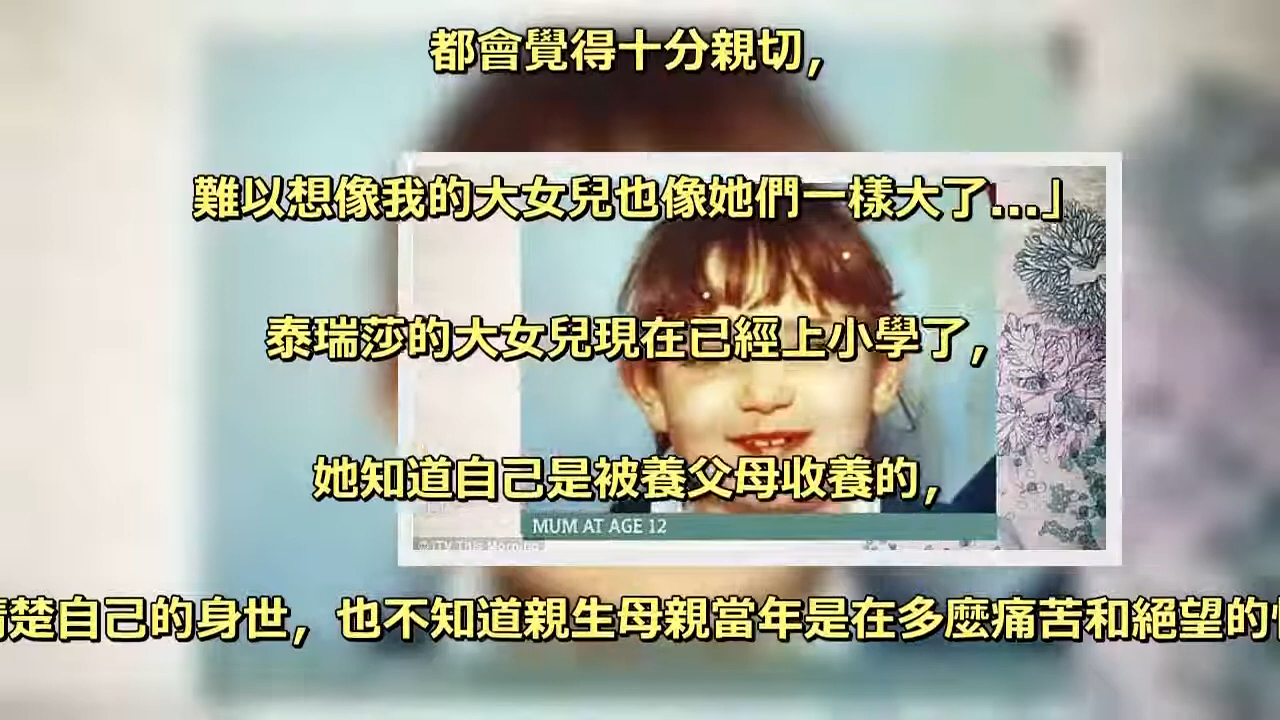 都會覺得十分親切，
難以想像我的大女兒也像她們一樣大了...」
泰瑞莎的大女兒現在已經上小學了，
她知道自己是被養父母收養的，
MUM AT AGE 12
© ITV This Morning
楚自己的身世，也不知道親生母親當年是在多麼痛苦和絕望的